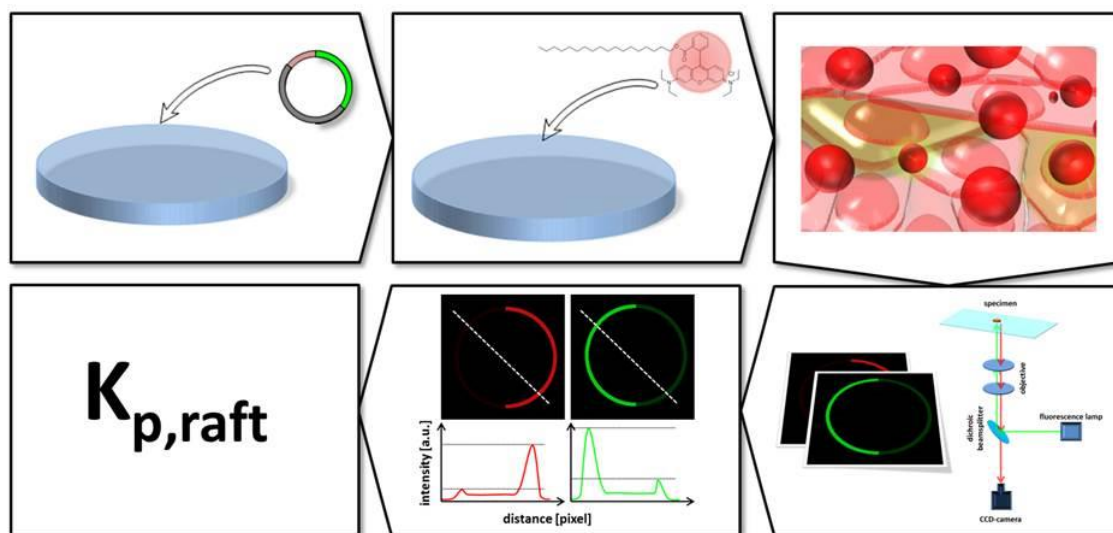 specimen
objective
dichroic
beamsplitter
fluorescence lamp
CCD-camera
intensity [a.u.]
distance [pixel]
Kp,raft